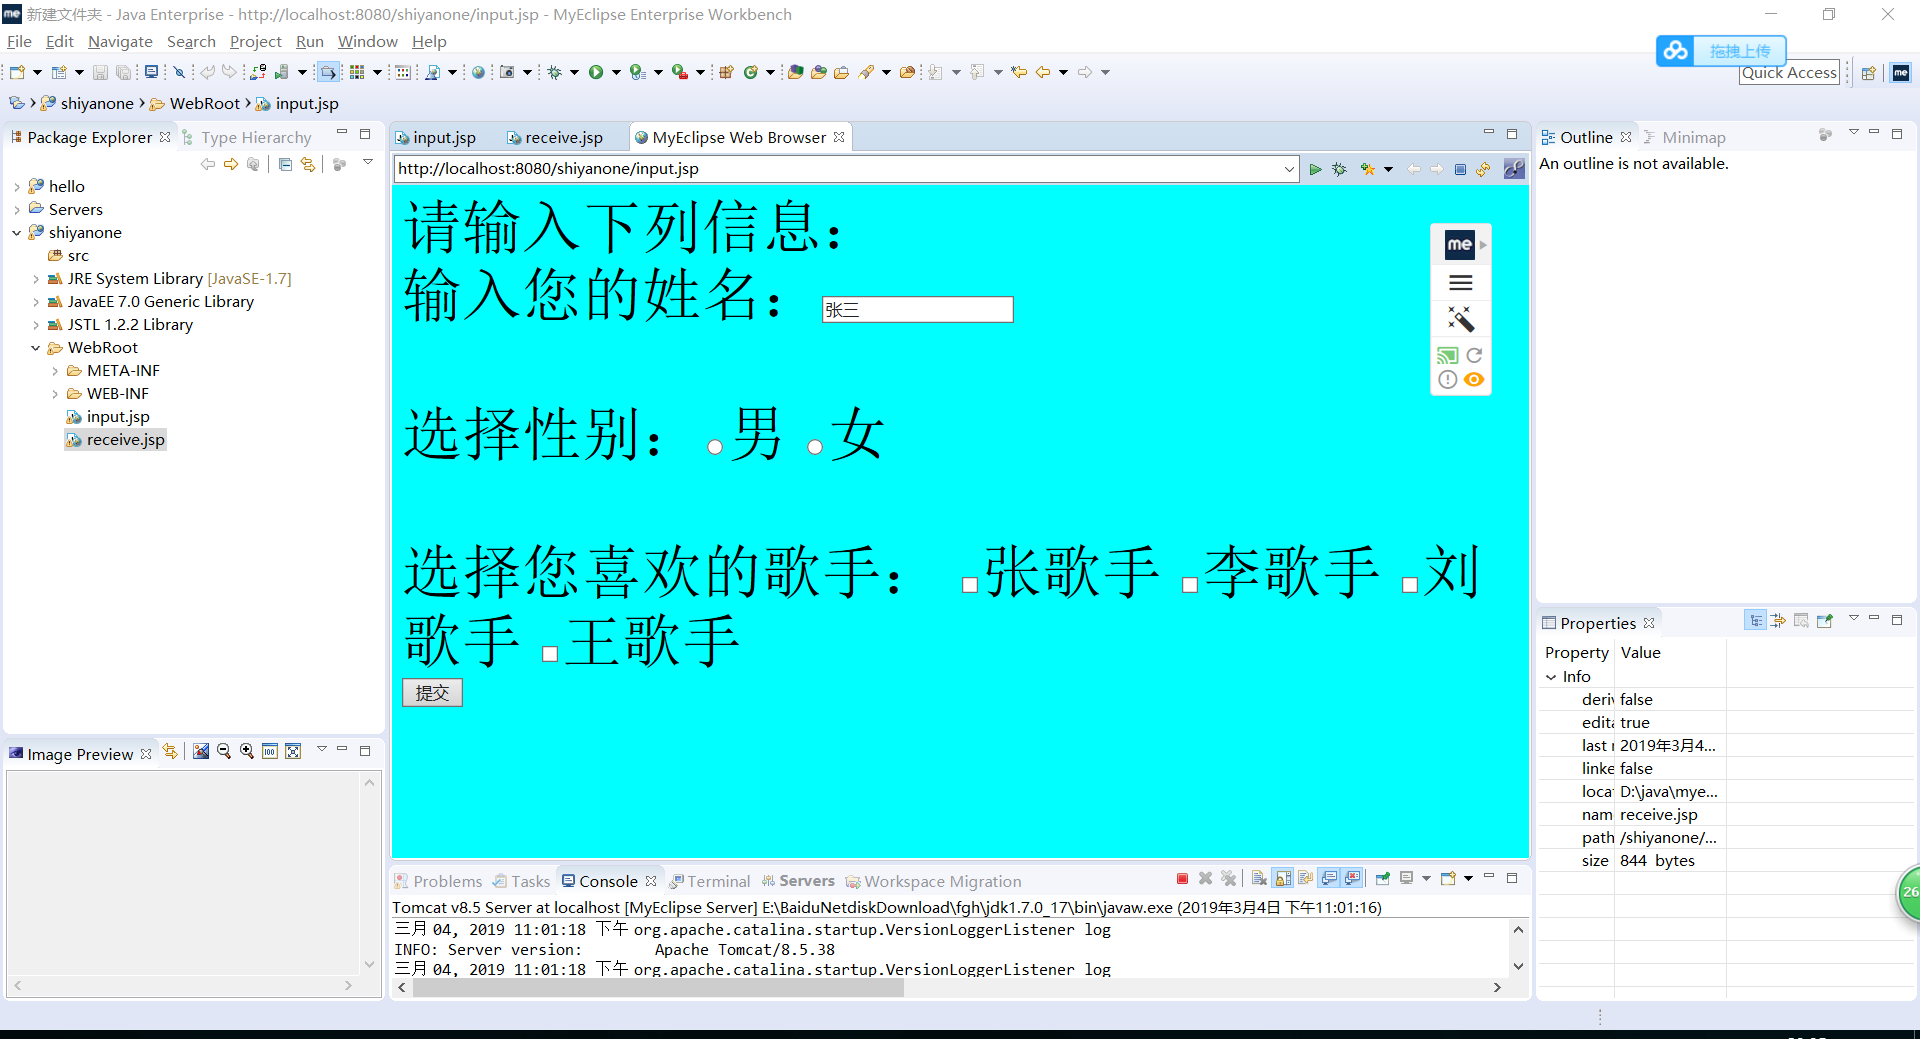 新建文件夹 - Java Enterprise - http://localhost:8080/shiyanone/input.jsp - MyEclipse Enterprise Workbench
File Edit Navigate Search Project Run Window Help
拖拽上传
Quick Access
shiyanone WebRoot input.jsp
Package Explorer Type Hierarchy
hello
Servers
shiyanone
src
JRE System Library [JavaSE-1.7]
JavaEE 7.0 Generic Library
JSTL 1.2.2 Library
WebRoot
META-INF
WEB-INF
input.jsp
receive.jsp
Image Preview
input.jsp receive.jsp MyEclipse Web Browser
http://localhost:8080/shiyanone/input.jsp
请输入下列信息：
输入您的姓名： 张三
选择性别： 男 女
选择您喜欢的歌手： 张歌手 李歌手 刘
歌手 王歌手
提交
me
Problems Tasks Console Terminal Servers Workspace Migration
Tomcat v8.5 Server at localhost [MyEclipse Server] E:\BaiduNetdiskDownload\fgh\jdk1.7.0_17\bin\javaw.exe (2019年3月4日 下午11:01:16)
三月 04, 2019 11:01:18 下午 org.apache.catalina.startup.VersionLoggerListener log
INFO: Server version: Apache Tomcat/8.5.38
三月 04, 2019 11:01:18 下午 org.apache.catalina.startup.VersionLoggerListener log
Outline Minimap
An outline is not available.
Properties
Property Value
Info
deriv false
edita true
last r 2019年3月4...
linke false
locat D:\java\mye...
nam receive.jsp
path /shiyanone/...
size 844 bytes
26